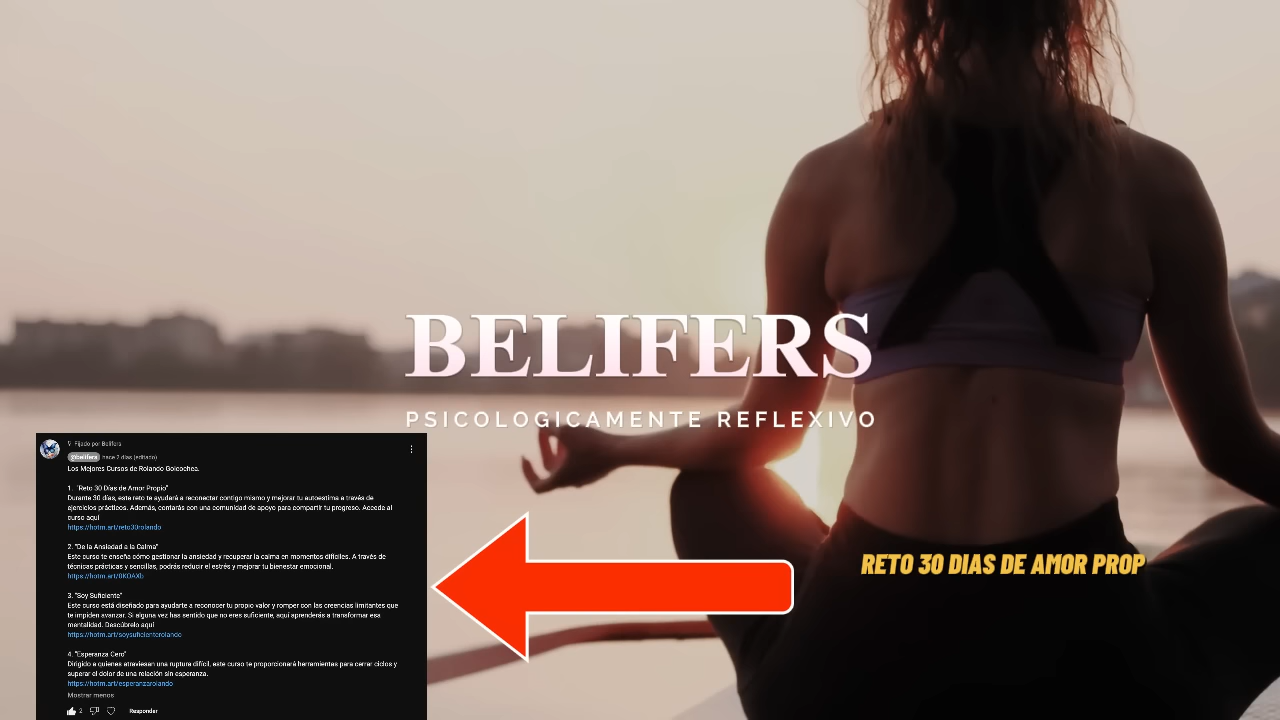 BELIFERS
PSICOLOGICAMENTE REFLEXIVO
Fijado por Belifers
@belifers hace 2 días (editado)
Los Mejores Cursos de Rolando Goicochea.
1. "Reto 30 Días de Amor Propio"
Durante 30 días, este reto te ayudará a reconectar contigo mismo y mejorar tu autoestima a través de
ejercicios prácticos. Además, contarás con una comunidad de apoyo para compartir tu progreso. Accede al
curso aquí
https://hotm.art/reto30rolando
2. "De la Ansiedad a la Calma"
Este curso te enseña cómo gestionar la ansiedad y recuperar la calma en momentos difíciles. A través de
técnicas prácticas y sencillas, podrás reducir el estrés y mejorar tu bienestar emocional.
https://hotm.art/0KOAXb
3. "Soy Suficiente"
Este curso está diseñado para ayudarte a reconocer tu propio valor y romper con las creencias limitantes que
te impiden avanzar. Si alguna vez has sentido que no eres suficiente, aquí aprenderás a transformar esa
mentalidad. Descúbrelo aquí
https://hotm.art/soysuficienterolando
4. "Esperanza Cero"
Dirigido a quienes atraviesan una ruptura difícil, este curso te proporcionará herramientas para cerrar ciclos y
superar el dolor de una relación sin esperanza.
https://hotm.art/esperanzarolando
Mostrar menos
2 Responder
RETO 30 DIAS DE AMOR PROP